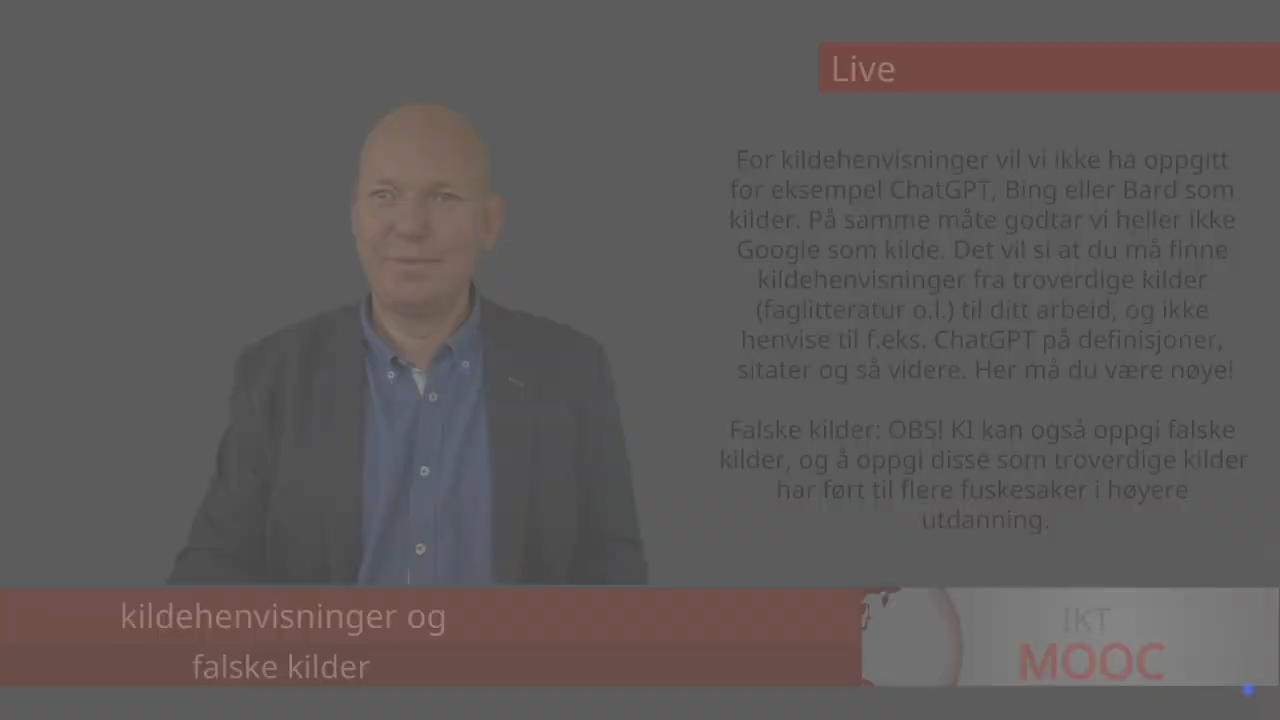 Live
For kildehenvisninger vil vi ikke ha oppgitt
for eksempel ChatGPT, Bing eller Bard som
kilder. På samme måte godtar vi heller ikke
Google som kilde. Det vil si at du må finne
kildehenvisninger fra troverdige kilder
(faglitteratur o.l.) til ditt arbeid, og ikke
henvise til f.eks. ChatGPT på definisjoner,
sitater og så videre. Her må du være nøye!
Falske kilder: OBS! KI kan også oppgi falske
kilder, og å oppgi disse som troverdige kilder
har ført til flere fuskesaker i høyere
utdanning.
kildehenvisninger og
falske kilder
IKT
MOOC